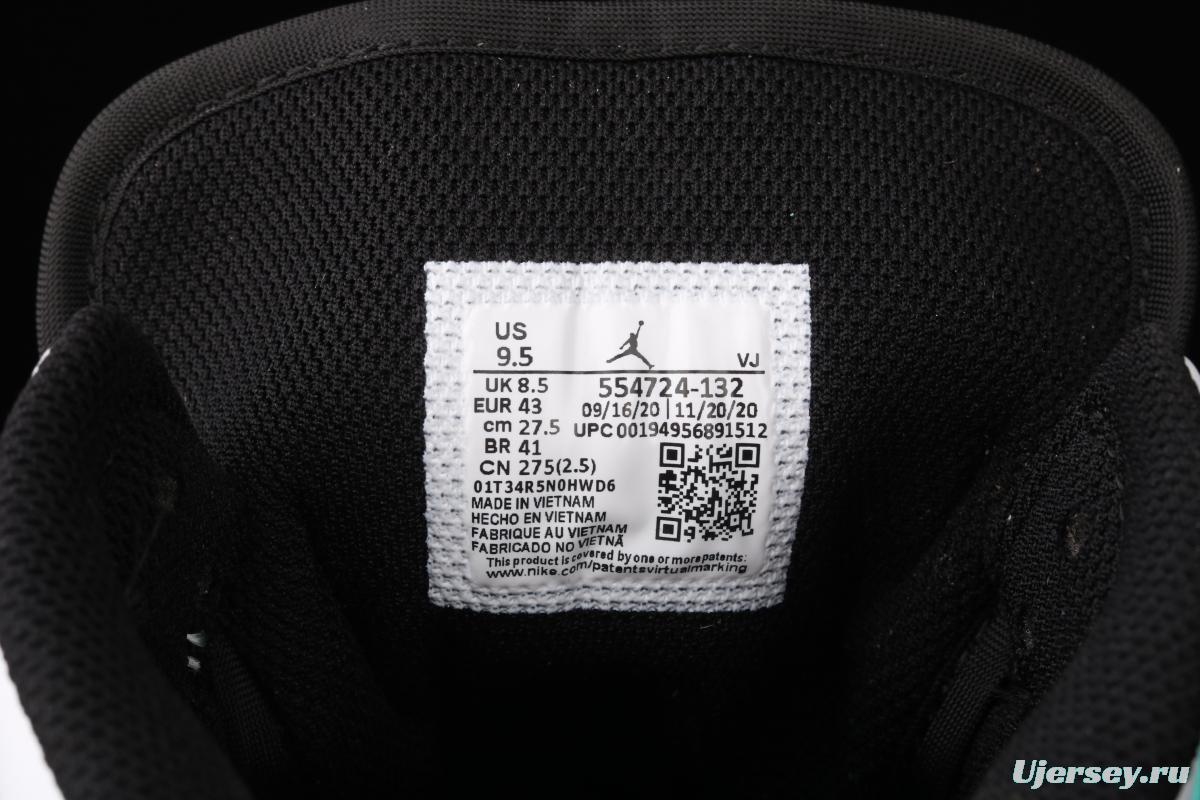 US
9.5
VJ
UK 8.5
554724-132
EUR 43
09/16/20 | 11/20/20
cm 27.5
UPC 00194956891512
BR 41
CN 275(2.5)
01T34R5N0HWD6
MADE IN VIETNAM
HECHO EN VIETNAM
FABRIQUE AU VIETNAM
FABRICADO NO VIETNÃ
This product is covered by one or more patents:
www.nike.com/patentsvirtualmarking
Ujersey.ru